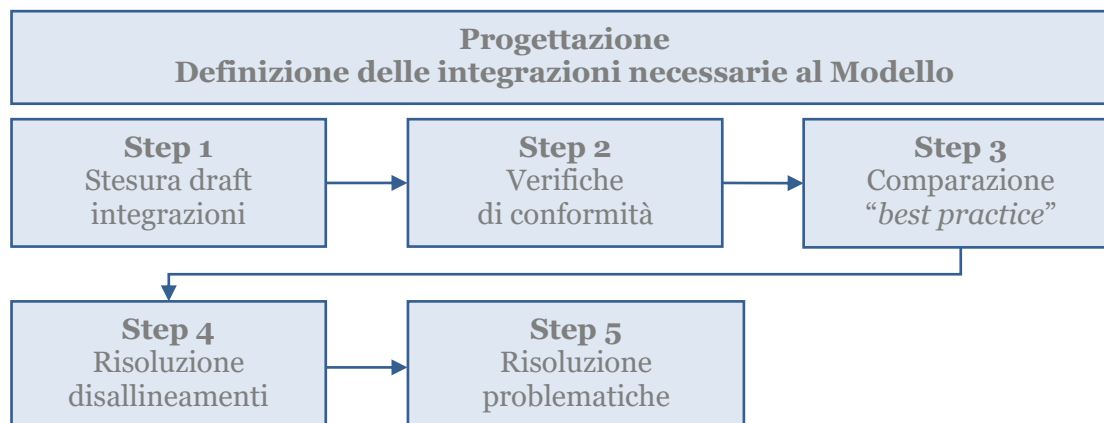 Progettazione
Definizione delle integrazioni necessarie al Modello
Step 1
Stesura draft
integrazioni
Step 2
Verifiche
di conformità
Step 3
Comparazione
“best practice”
Step 4
Risoluzione
disallineamenti
Step 5
Risoluzione
problematiche